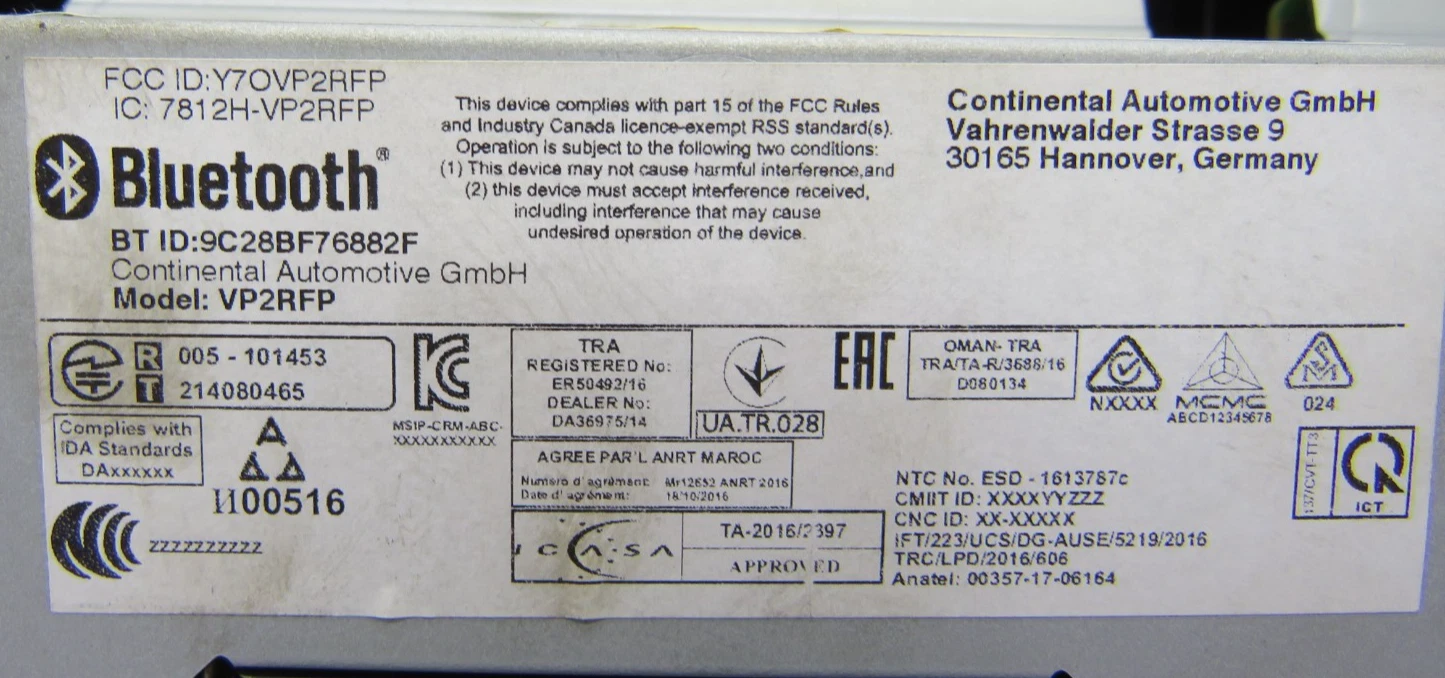 FCC ID:Y7OVP2RFP
IC: 7812H-VP2RFP
Bluetooth®
BT ID:9C28BF76882F
Continental Automotive GmbH
Model: VP2RFP
This device complies with part 15 of the FCC Rules
and Industry Canada licence-exempt RSS standard(s).
Operation is subject to the following two conditions:
(1) This device may not cause harmful interference,and
(2) this device must accept interference received,
including interference that may cause
undesired operation of the device.
Continental Automotive GmbH
Vahrenwalder Strasse 9
30165 Hannover, Germany
R 005 - 101453
T 214080465
MSIP-CRM-ABC-
XXXXXXXXXXX
TRA
REGISTERED No:
ER50492/16
DEALER No:
DA36975/14
UA.TR.028
EAC
OMAN- TRA
TRA/TA-R/3688/16
D080134
NXXXX
MCMC
ABCD12345678
SM
024
Complies with
IDA Standards
DAxxxxxx
И00516
CCC
ZZZZZZZZZZ
AGREE PAR'L ANRT MAROC
Numéro d'agrément: Mr12652 ANRT 2016
Date d'agrément: 18/10/2016
ICASA
TA-2016/2397
APPROVED
NTC No. ESD - 1613787c
CMIIT ID: XXXXYYZZZ
CNC ID: XX-XXXXX
IFT/223/UCS/DG-AUSE/5219/2016
TRC/LPD/2016/606
Anatel: 00357-17-06164
137/CVT-TT3
ICT